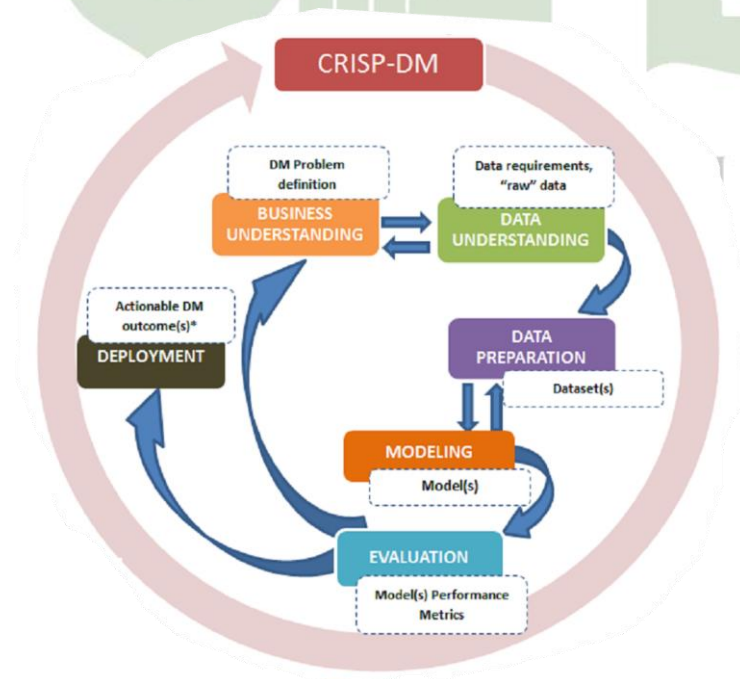 CRISP-DM
DM Problem
definition
BUSINESS
UNDERSTANDING
Data requirements,
“raw” data
DATA
UNDERSTANDING
Actionable DM
outcome(s)*
DEPLOYMENT
DATA
PREPARATION
Dataset(s)
MODELING
Model(s)
EVALUATION
Model(s) Performance
Metrics